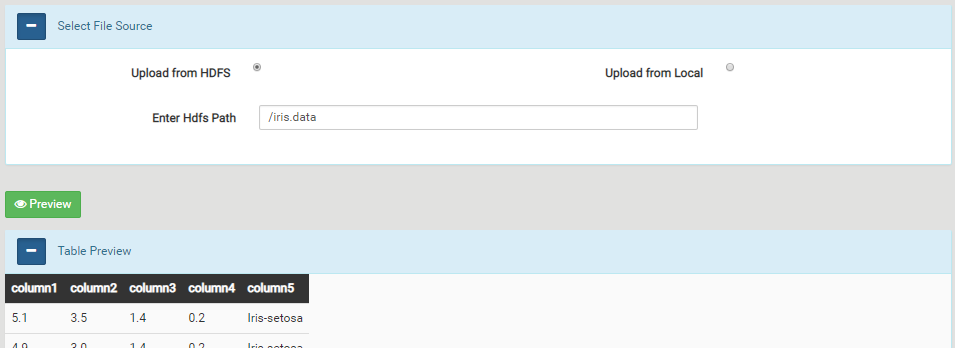 Select File Source
Upload from HDFS Upload from Local
Enter Hdfs Path /iris.data
Preview
Table Preview
column1 column2 column3 column4 column5
5.1 3.5 1.4 0.2 Iris-setosa
4.9 3.0 1.4 0.2 Iris-setosa